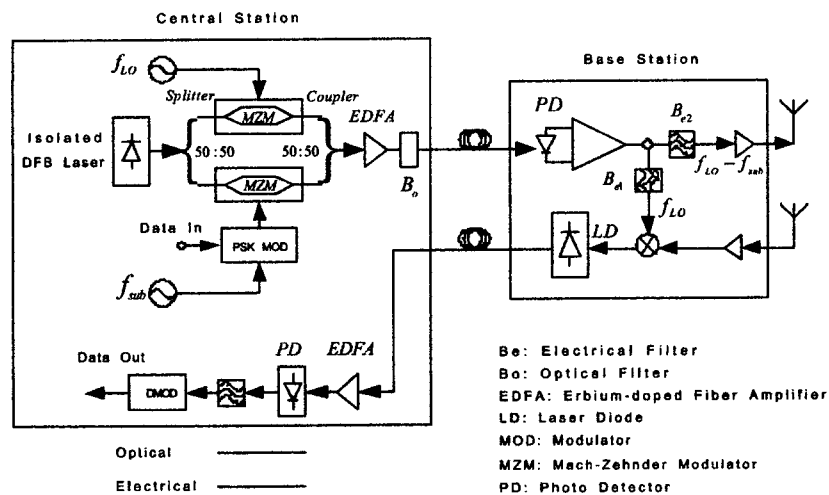 Central Station
f_LO
Splitter
Coupler
MZM
EDFA
Isolated
DFB Laser
50:50
50:50
MZM
B_o
Data In
PSK MOD
f_sub
Data Out
DMOD
PD
EDFA
Optical
Electrical
Base Station
PD
B_e2
f_LO - f_sub
B_e1
f_LO
LD
Be: Electrical Filter
Bo: Optical Filter
EDFA: Erbium-doped Fiber Amplifier
LD: Laser Diode
MOD: Modulator
MZM: Mach-Zehnder Modulator
PD: Photo Detector